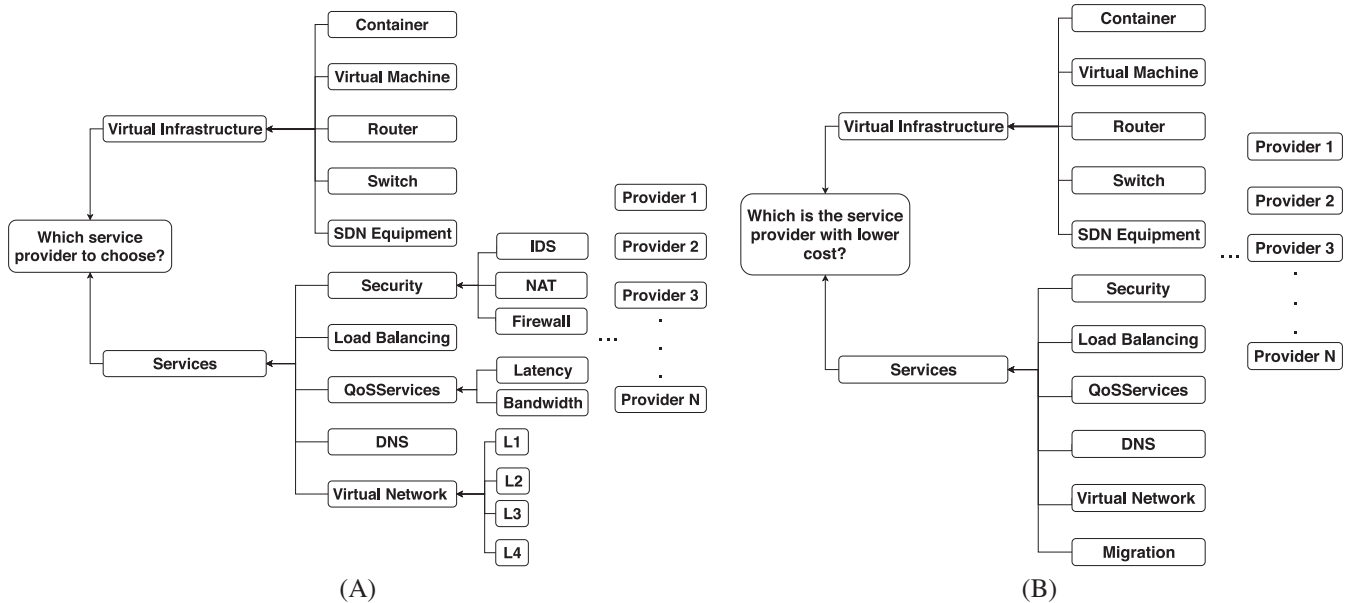 Container
Virtual Machine
Virtual Infrastructure
Router
Switch
SDN Equipment
Which service
provider to choose?
Security
IDS
NAT
Firewall
Load Balancing
Services
QoSServices
Latency
Bandwidth
DNS
Virtual Network
L1
L2
L3
L4
...
Provider 1
Provider 2
Provider 3
Provider N
(A)
Container
Virtual Machine
Virtual Infrastructure
Router
Switch
SDN Equipment
Which is the service
provider with lower
cost?
Security
Load Balancing
Services
QoSServices
DNS
Virtual Network
Migration
...
Provider 1
Provider 2
Provider 3
Provider N
(B)